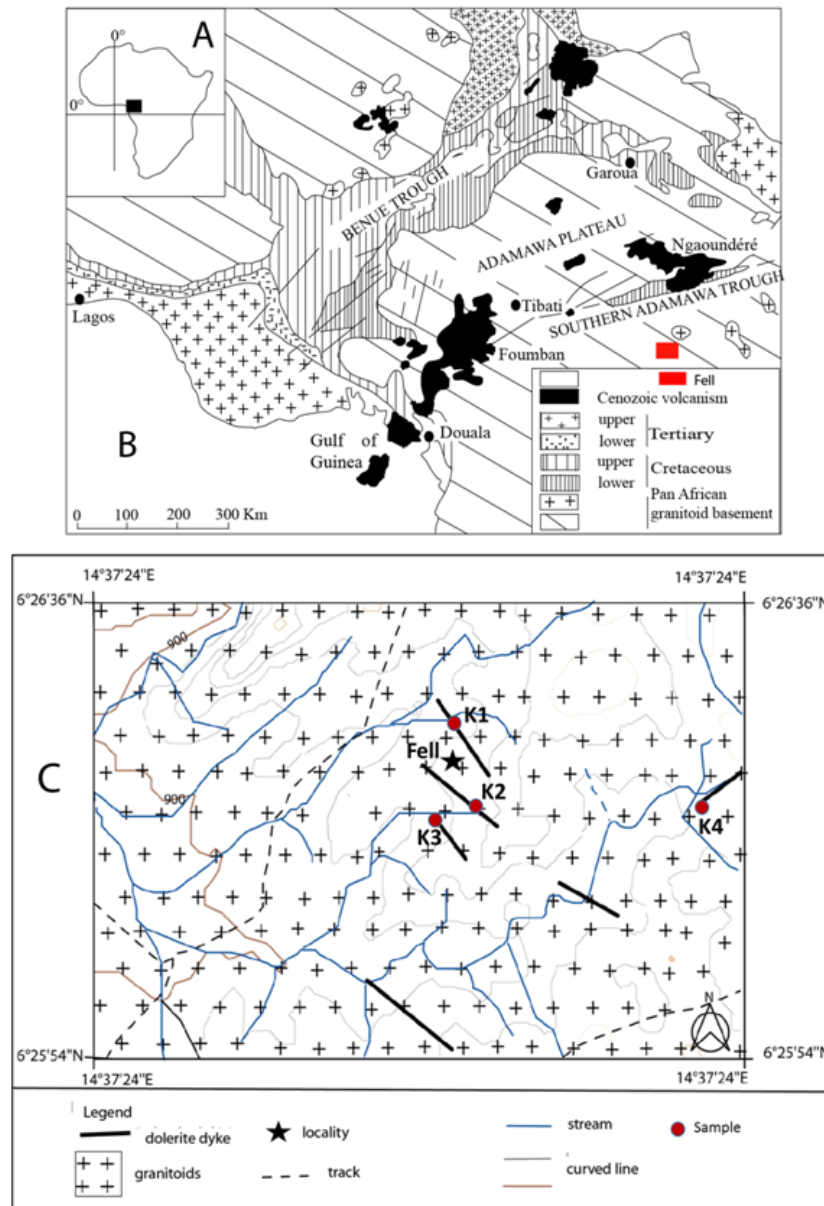 A
0°
0°
Garoua
BENUE TROUGH
ADAMAWA PLATEAU
Ngaoundéré
Tibati
SOUTHERN ADAMAWA TROUGH
Lagos
Foumban
Fell
Cenozoic volcanism
upper
lower
Tertiary
upper
lower
Cretaceous
Pan African
granitoid basement
Gulf of
Guinea
Douala
B
0 100 200 300 Km
14°37'24"E 14°37'24"E
6°26'36"N 6°26'36"N
900
K1
Fell
C
900
K2
K3
K4
N
6°25'54"N 6°25'54"N
14°37'24"E 14°37'24"E
Legend
dolerite dyke locality stream Sample
granitoids track curved line